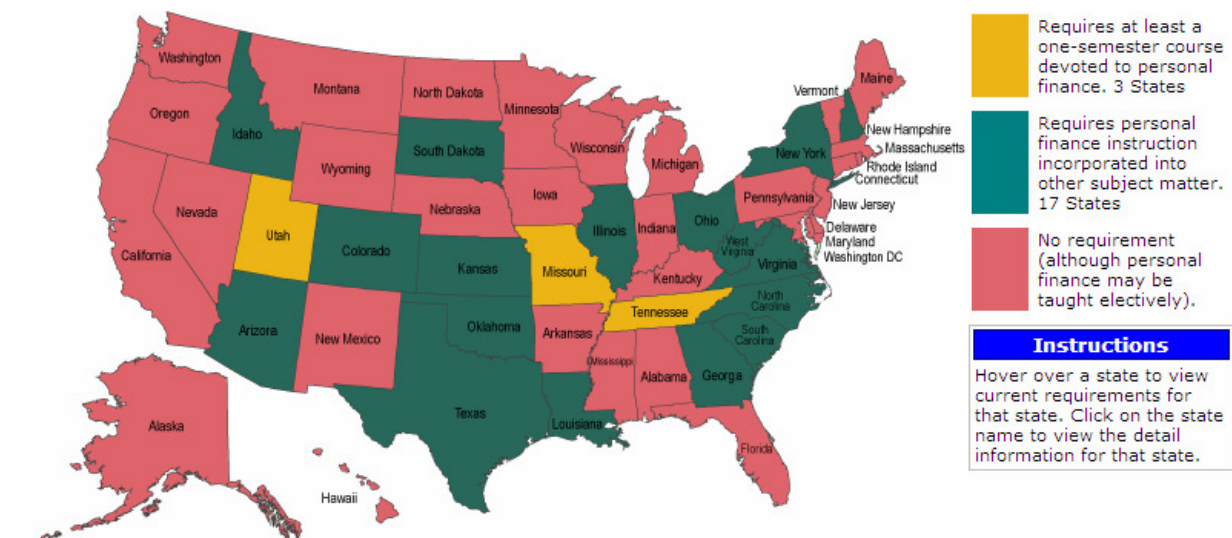 Washington
Oregon
California
Nevada
Idaho
Montana
Wyoming
Utah
Arizora
Colorado
New Mexico
North Dakota
South Dakota
Nebraska
Kansas
Oklahoma
Texas
Minnesota
Iowa
Missouri
Arkansas
Louisiana
Wisconsin
Illinois
Michigan
Indiana
Ohio
Kentucky
Tennessee
Mississippi
Alabama
Georgia
Florida
South
Carolina
North
Carolina
Virginia
West
Virginia
Pennsylvania
New York
Vermont
Maine
New Hampshire
Massachusetts
Rhode Island
Connecticut
New Jersey
Delaware
Maryland
Washington DC
Alaska
Hawaii
Requires at least a
one-semester course
devoted to personal
finance. 3 States
Requires personal
finance instruction
incorporated into
other subject matter.
17 States
No requirement
(although personal
finance may be
taught electively).
Instructions
Hover over a state to view
current requirements for
that state. Click on the state
name to view the detail
information for that state.